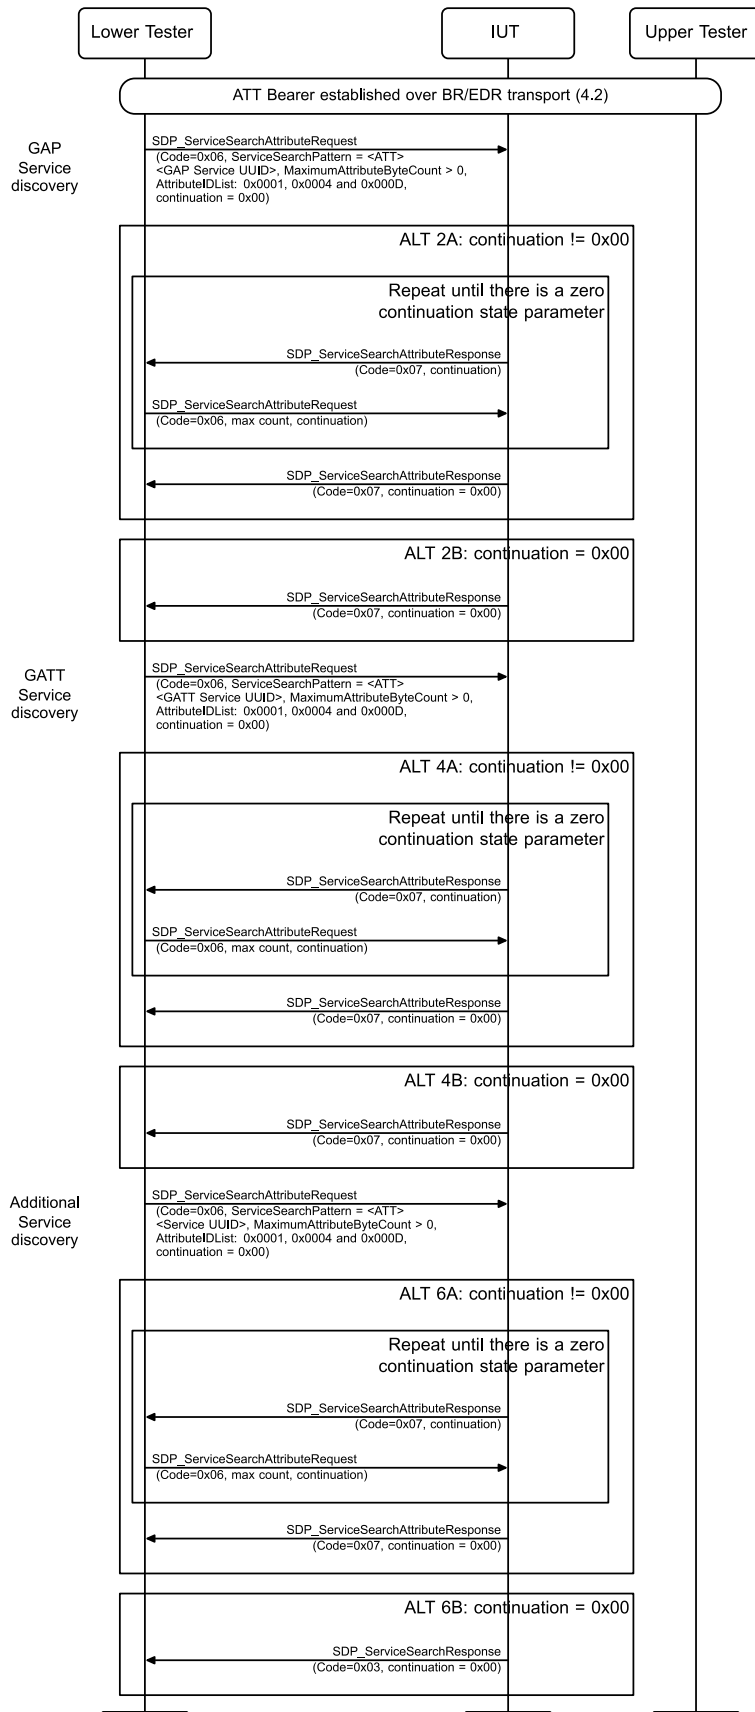 Lower Tester
IUT
Upper Tester
ATT Bearer established over BR/EDR transport (4.2)
GAP
Service
discovery
SDP_ServiceSearchAttributeRequest
(Code=0x06, ServiceSearchPattern = <ATT>
<GAP Service UUID>, MaximumAttributeByteCount > 0,
AttributeIDList: 0x0001, 0x0004 and 0x000D,
continuation = 0x00)
ALT 2A: continuation != 0x00
Repeat until there is a zero
continuation state parameter
SDP_ServiceSearchAttributeResponse
(Code=0x07, continuation)
SDP_ServiceSearchAttributeRequest
(Code=0x06, max count, continuation)
SDP_ServiceSearchAttributeResponse
(Code=0x07, continuation = 0x00)
ALT 2B: continuation = 0x00
SDP_ServiceSearchAttributeResponse
(Code=0x07, continuation = 0x00)
GATT
Service
discovery
SDP_ServiceSearchAttributeRequest
(Code=0x06, ServiceSearchPattern = <ATT>
<GATT Service UUID>, MaximumAttributeByteCount > 0,
AttributeIDList: 0x0001, 0x0004 and 0x000D,
continuation = 0x00)
ALT 4A: continuation != 0x00
Repeat until there is a zero
continuation state parameter
SDP_ServiceSearchAttributeResponse
(Code=0x07, continuation)
SDP_ServiceSearchAttributeRequest
(Code=0x06, max count, continuation)
SDP_ServiceSearchAttributeResponse
(Code=0x07, continuation = 0x00)
ALT 4B: continuation = 0x00
SDP_ServiceSearchAttributeResponse
(Code=0x07, continuation = 0x00)
Additional
Service
discovery
SDP_ServiceSearchAttributeRequest
(Code=0x06, ServiceSearchPattern = <ATT>
<Service UUID>, MaximumAttributeByteCount > 0,
AttributeIDList: 0x0001, 0x0004 and 0x000D,
continuation = 0x00)
ALT 6A: continuation != 0x00
Repeat until there is a zero
continuation state parameter
SDP_ServiceSearchAttributeResponse
(Code=0x07, continuation)
SDP_ServiceSearchAttributeRequest
(Code=0x06, max count, continuation)
SDP_ServiceSearchAttributeResponse
(Code=0x07, continuation = 0x00)
ALT 6B: continuation = 0x00
SDP_ServiceSearchResponse
(Code=0x03, continuation = 0x00)